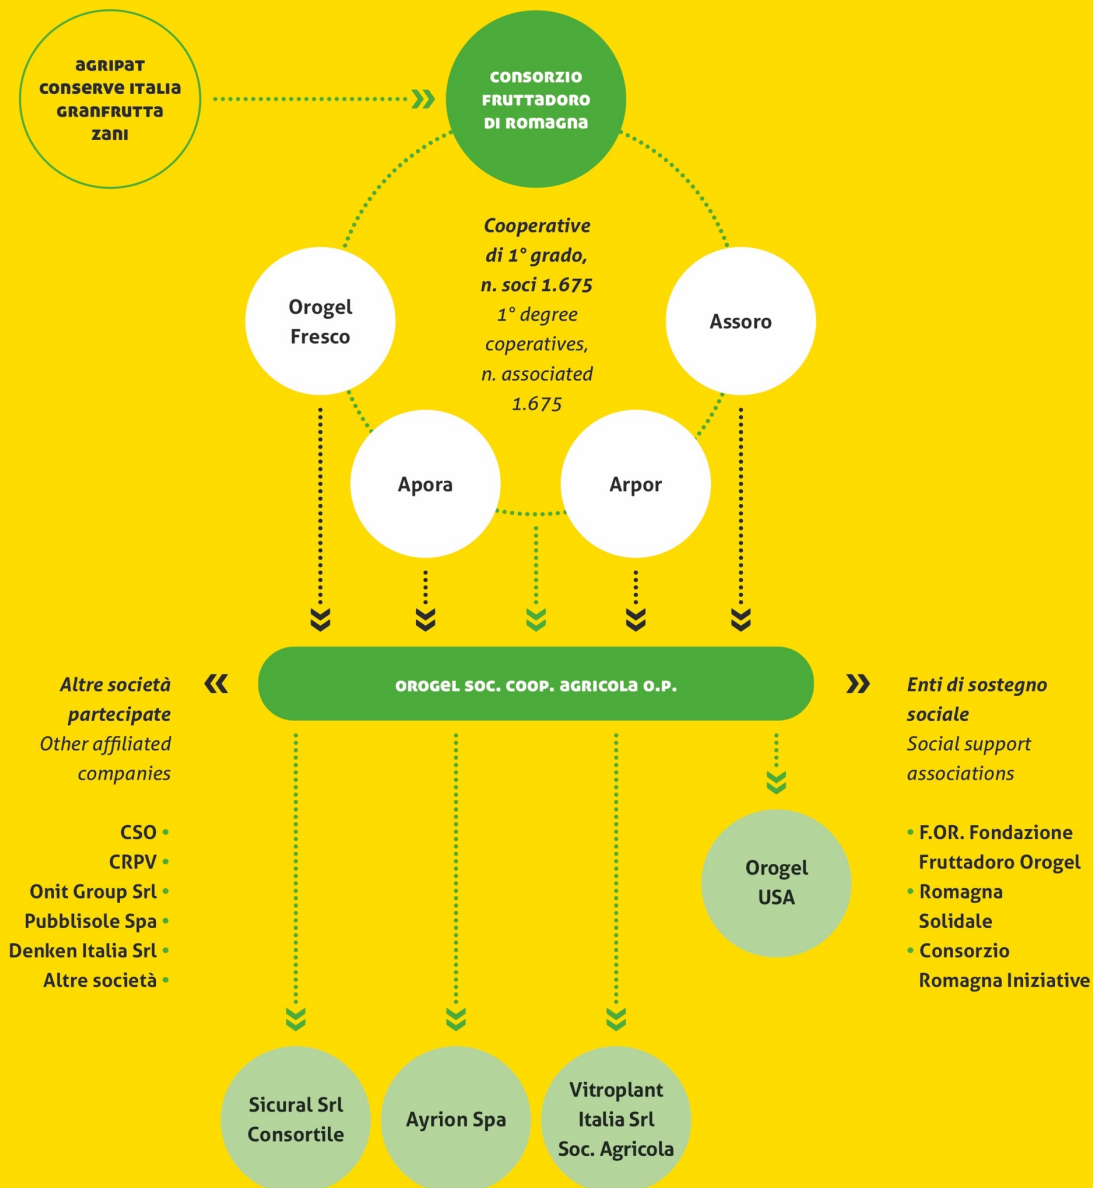 AGRIPAT
CONSERVE ITALIA
GRANFRUTTA
ZANI
CONSORZIO
FRUTTADORO
DI ROMAGNA
Cooperative
di 1° grado,
n. soci 1.675
1° degree
coperatives,
n. associated
1.675
Orogel
Fresco
Assoro
Apora
Arpor
OROGEL SOC. COOP. AGRICOLA O.P.
Altre società
partecipate
Other affiliated
companies
CSO •
CRPV •
Onit Group Srl •
Pubblisole Spa •
Denken Italia Srl •
Altre società •
Enti di sostegno
sociale
Social support
associations
• F.OR. Fondazione
Fruttadoro Orogel
• Romagna
Solidale
• Consorzio
Romagna Iniziative
Orogel
USA
Sicural Srl
Consortile
Ayrion Spa
Vitroplant
Italia Srl
Soc. Agricola